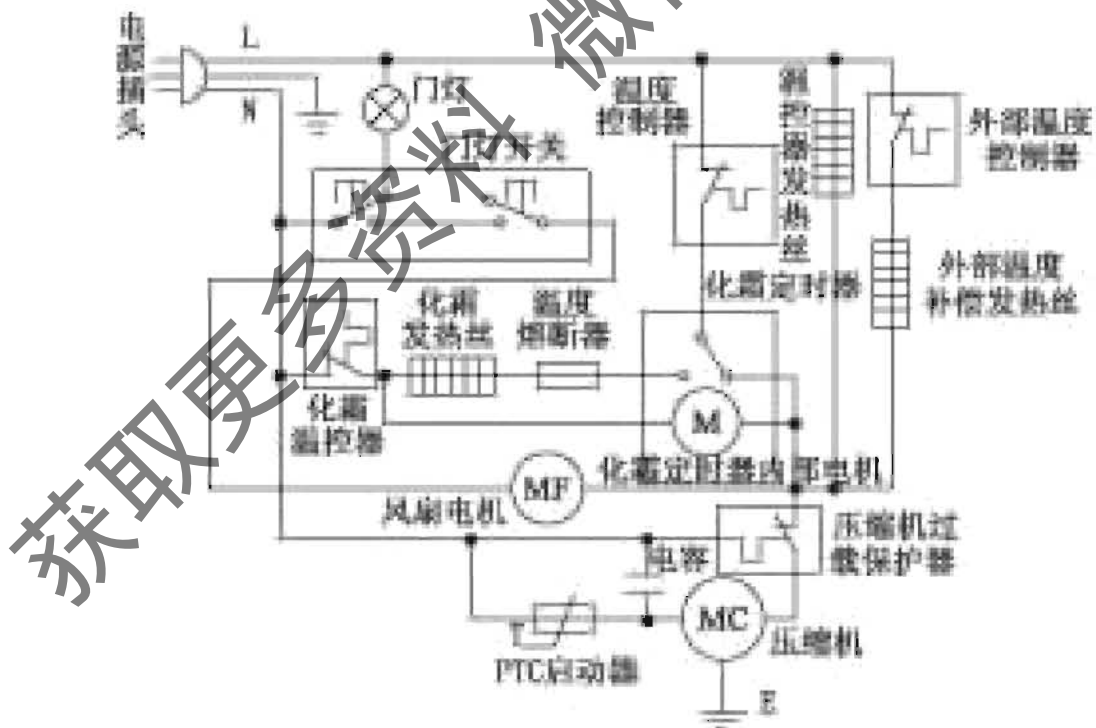 电源插头
L
N
门灯
灯开关
温度
控制器
温控器发热丝
外部温度
控制器
外部温度
补偿发热丝
化霜定时器
化霜
发热丝
温度
熔断器
化霜
温控器
M
化霜定时器内部电机
MF
风扇电机
压缩机过
载保护器
电容
MC
压缩机
PTC启动器
E
获取更多资料 微